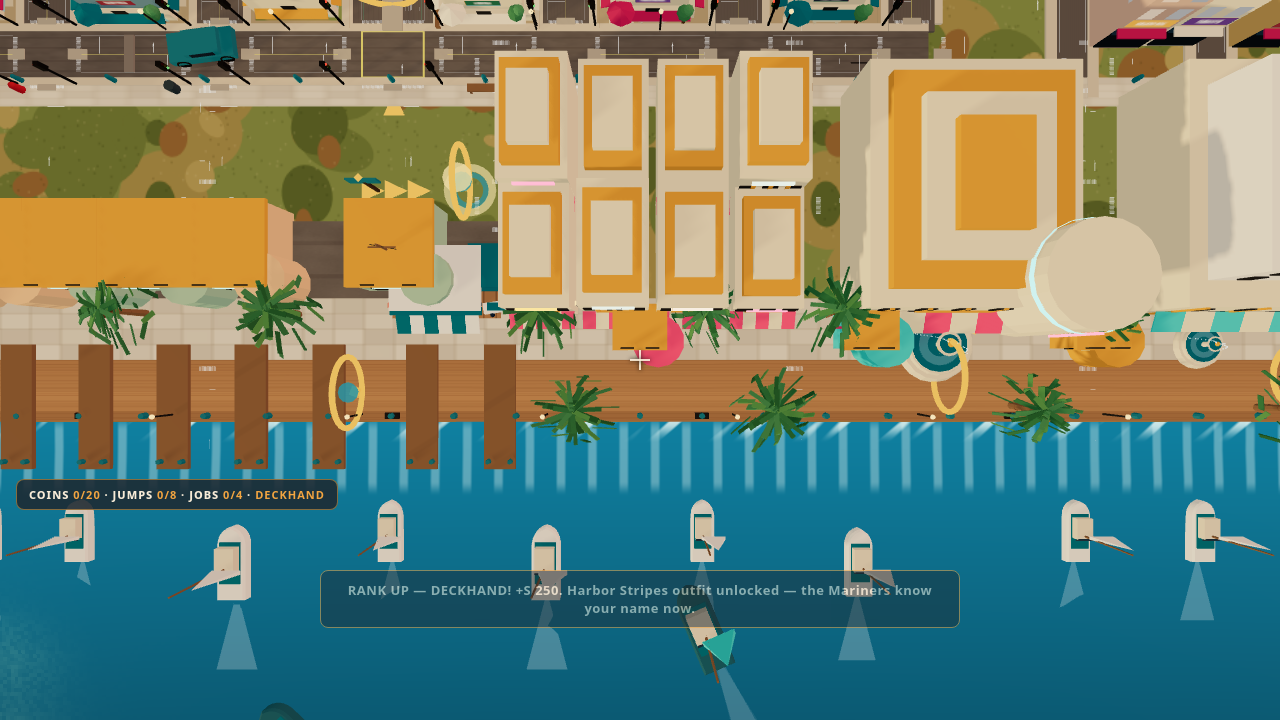 COINS 0/20 · JUMPS 0/8 · JOBS 0/4 · DECKHAND
RANK UP — DECKHAND! +S 250. Harbor Stripes outfit unlocked — the Mariners know
your name now.